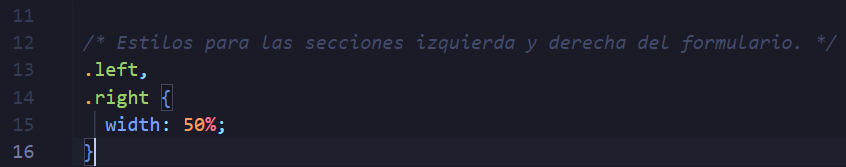 11
12 /* Estilos para las secciones izquierda y derecha del formulario. */
13 .left,
14 .right {
15 width: 50%;
16 }